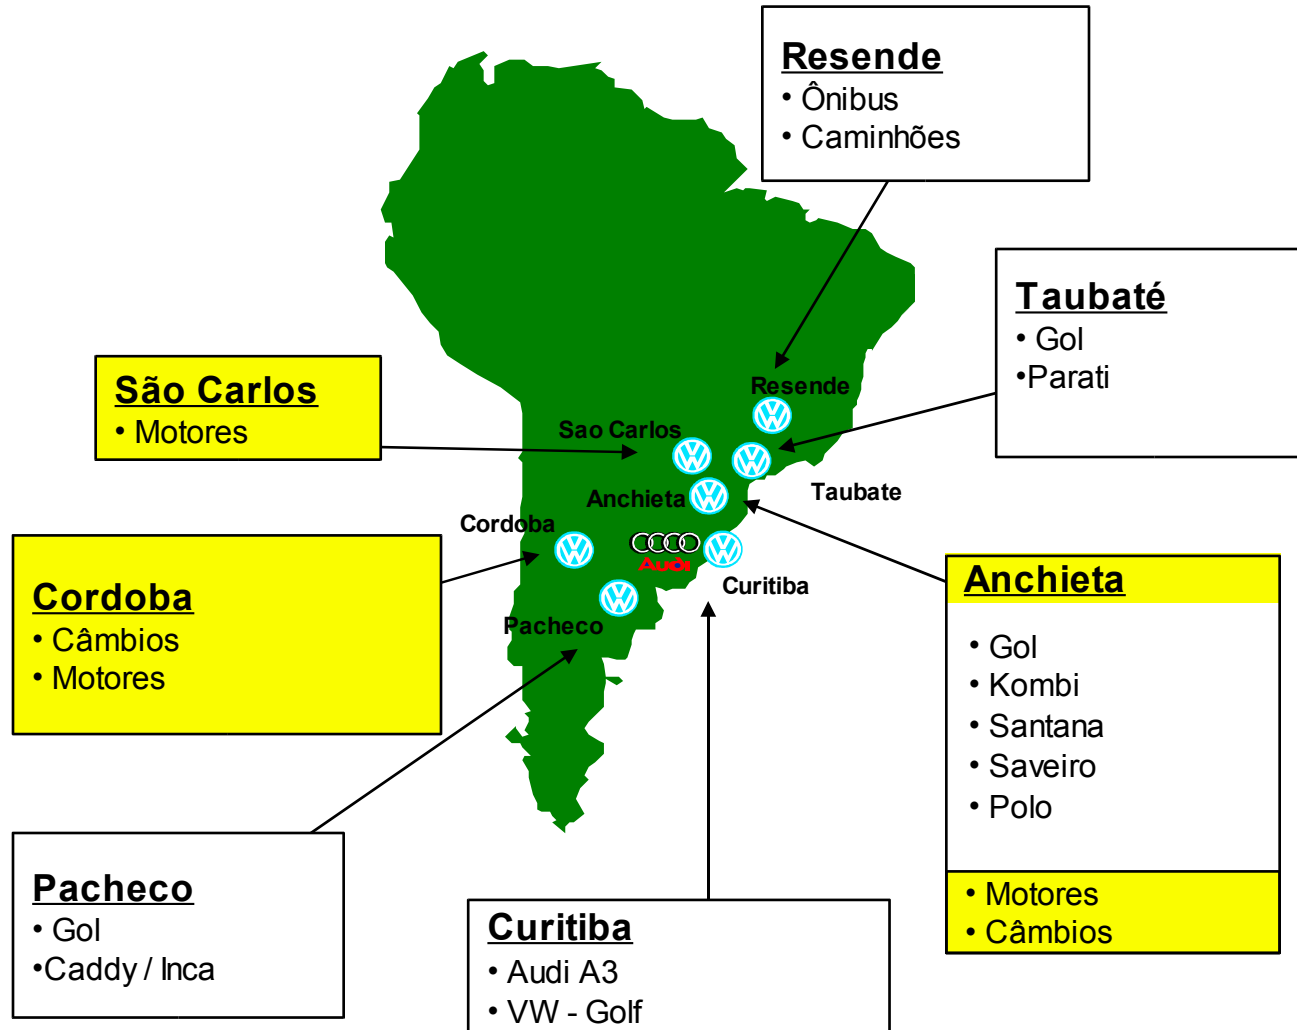 Resende
• Ônibus
• Caminhões
Taubaté
• Gol
•Parati
São Carlos
• Motores
Resende
Sao Carlos
Taubate
Anchieta
Cordoba
Audi
Curitiba
Pacheco
Cordoba
• Câmbios
• Motores
Anchieta
• Gol
• Kombi
• Santana
• Saveiro
• Polo
• Motores
• Câmbios
Pacheco
• Gol
•Caddy / Inca
Curitiba
• Audi A3
• VW - Golf